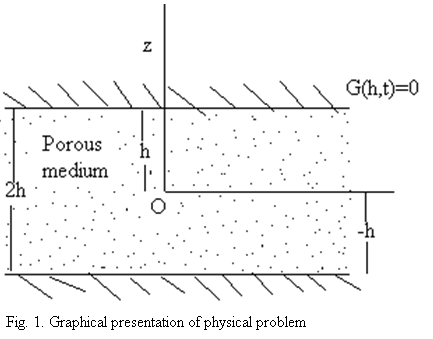 z
G(h,t)=0
Porous
medium
h
2h
O
-h
Fig. 1. Graphical presentation of physical problem